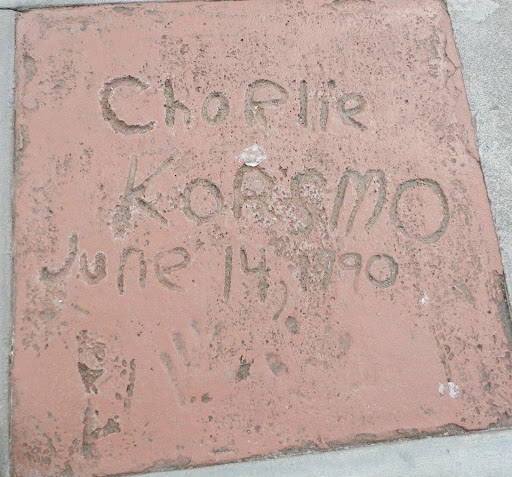 Charlie
KORSMO
June 14, 1990